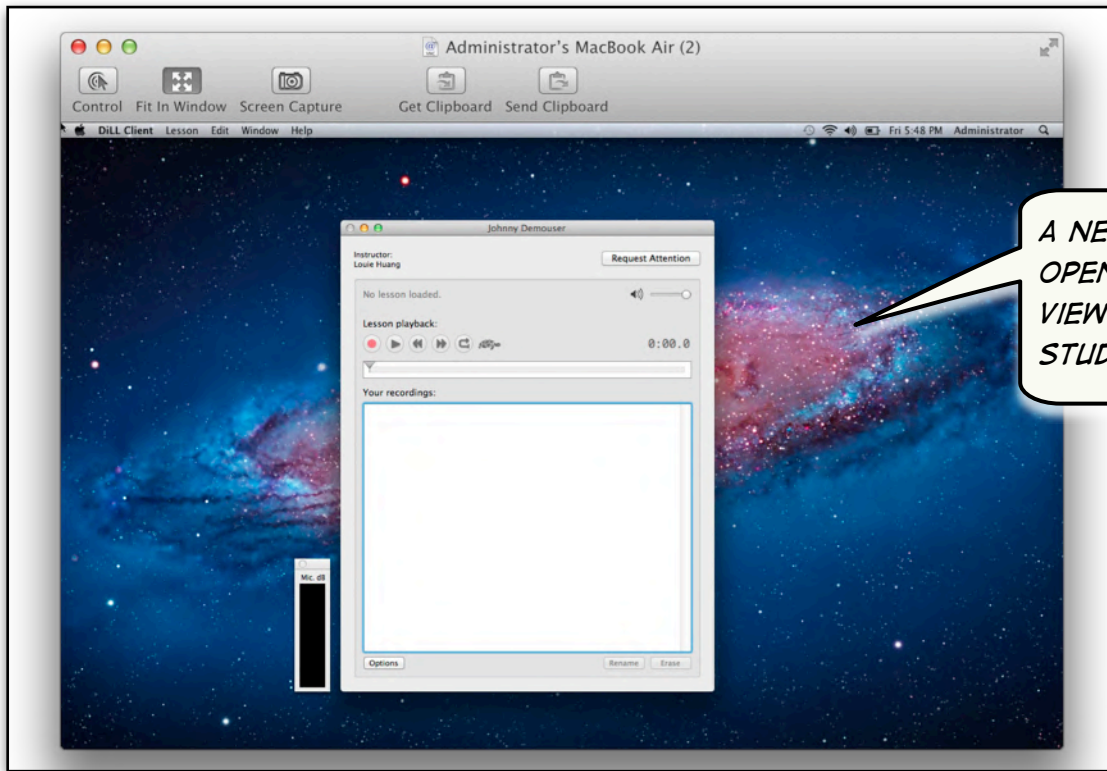 Administrator's MacBook Air (2)
Control Fit In Window Screen Capture Get Clipboard Send Clipboard
DiLL Client Lesson Edit Window Help Fri 5:48 PM Administrator
Johnny Demouser
Instructor:
Louie Huang
Request Attention
No lesson loaded.
Lesson playback:
0:00.0
Your recordings:
Mic. dB
Options Rename Erase
A NE
OPEN
VIEW
STUD